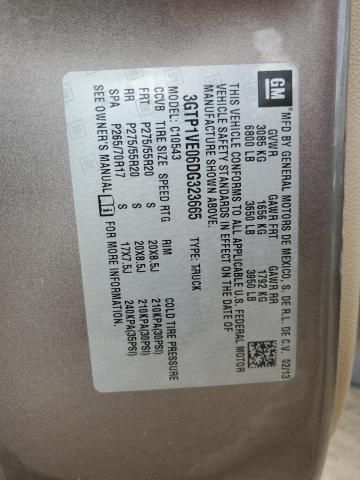 GM
MFD BY GENERAL MOTORS DE MEXICO, S. DE R.L. DE C.V. 02/13
GVWR GAWR FRT GAWR RR
3085 KG 1656 KG 1792 KG
6800 LB 3650 LB 3950 LB
THIS VEHICLE CONFORMS TO ALL APPLICABLE U.S. FEDERAL MOTOR
VEHICLE SAFETY STANDARDS IN EFFECT ON THE DATE OF
MANUFACTURE SHOWN ABOVE.
3GTP1VE06DG323665 TYPE: TRUCK
MODEL: C10543
CCVB TIRE SIZE SPEED RTG RIM COLD TIRE PRESSURE
FRT P275/55R20 S 20X8.5J 210KPA(30PSI)
RR P275/55R20 S 20X8.5J 210KPA(30PSI)
SPA P265/70R17 S 17X7.5J 240KPA(35PSI)
SEE OWNER'S MANUAL FOR MORE INFORMATION.